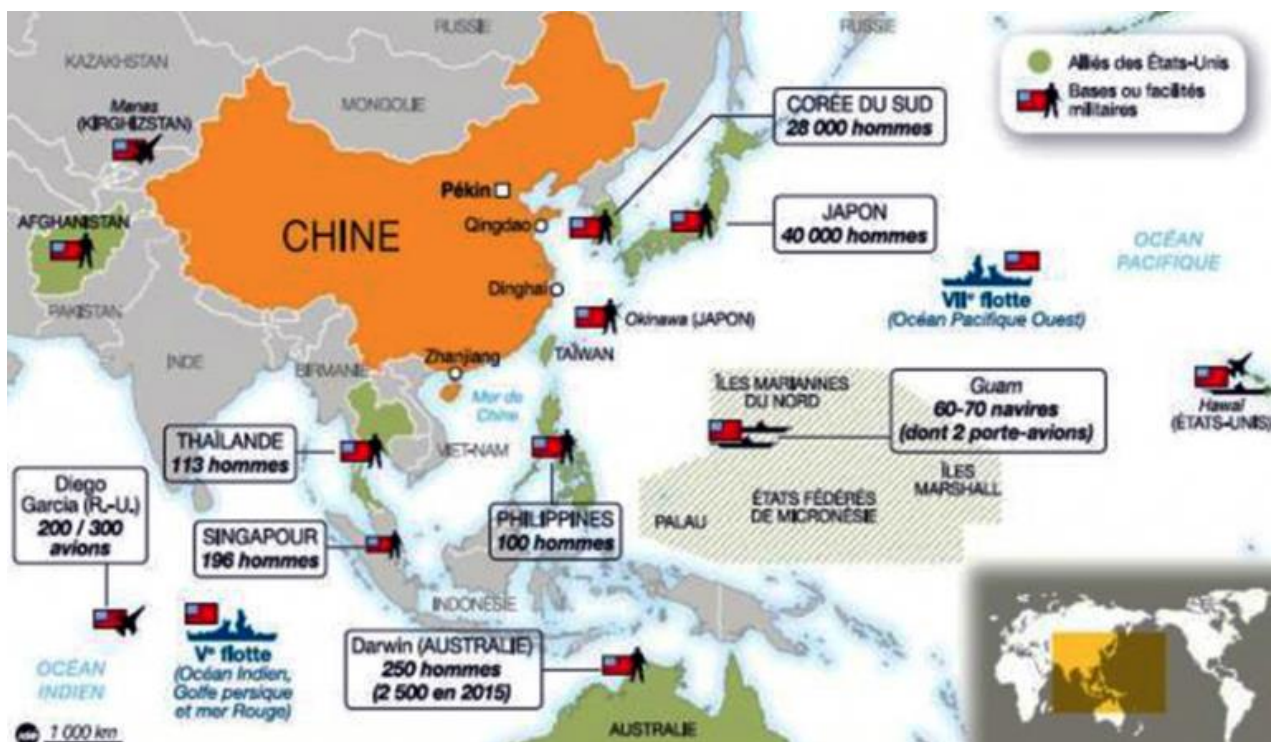 RUSSIE
RUSSIE
Alliés des États-Unis
Bases ou facilités
militaires
KAZAKHSTAN
MONGOLIE
Manas
(KIRGHIZSTAN)
CORÉE DU SUD
28 000 hommes
Pékin
AFGHANISTAN
CHINE
Qingdao
JAPON
40 000 hommes
OCÉAN
PACIFIQUE
Dinghai
VIIe flotte
(Océan Pacifique Ouest)
PAKISTAN
Okinawa (JAPON)
INDE
BIRMANIE
Zhanjiang
TAÏWAN
Mer de
Chine
ÎLES MARIANNES
DU NORD
Guam
60-70 navires
(dont 2 porte-avions)
Hawaï
(ÉTATS-UNIS)
THAÏLANDE
113 hommes
VIÊT-NAM
ÎLES
MARSHALL
Diego
Garcia (R.-U.)
200 / 300
avions
ÉTATS FÉDÉRÉS
DE MICRONÉSIE
PALAU
SINGAPOUR
196 hommes
PHILIPPINES
100 hommes
INDONÉSIE
Ve flotte
(Océan Indien,
Golfe persique
et mer Rouge)
OCÉAN
INDIEN
Darwin (AUSTRALIE)
250 hommes
(2 500 en 2015)
AUSTRALIE
1 000 km